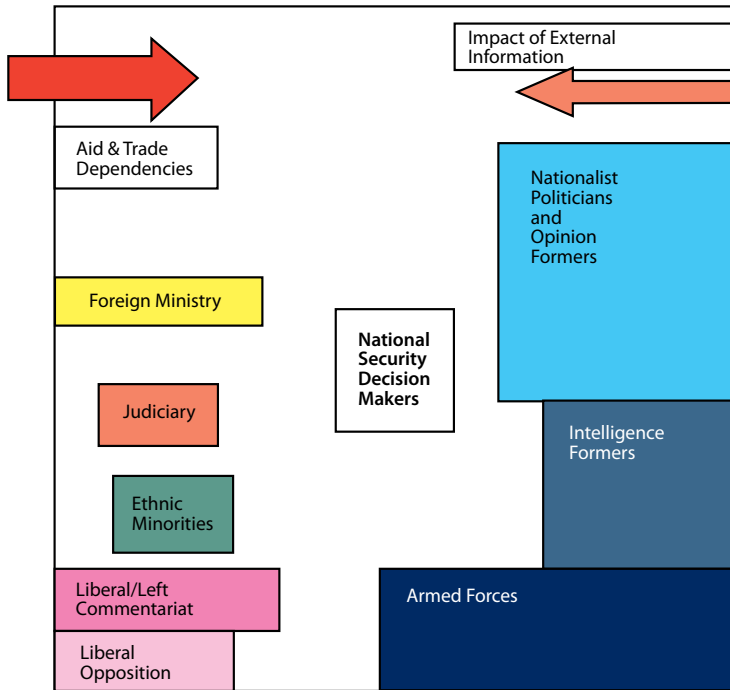 Impact of External
Information
Aid & Trade
Dependencies
Nationalist
Politicians
and
Opinion
Formers
Foreign Ministry
National
Security
Decision
Makers
Judiciary
Intelligence
Formers
Ethnic
Minorities
Liberal/Left
Commentariat
Armed Forces
Liberal
Opposition